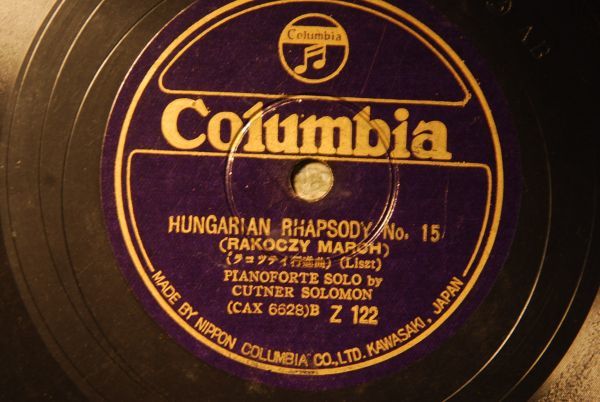 Columbia
Columbia
HUNGARIAN RHAPSODY No. 15
(RAKOCZY MARCH)
(ラコツテイ行進曲) (Liszt)
PIANOFORTE SOLO by
CUTNER SOLOMON
(CAX 6628)B Z 122
MADE BY NIPPON COLUMBIA CO., LTD. KAWASAKI, JAPAN